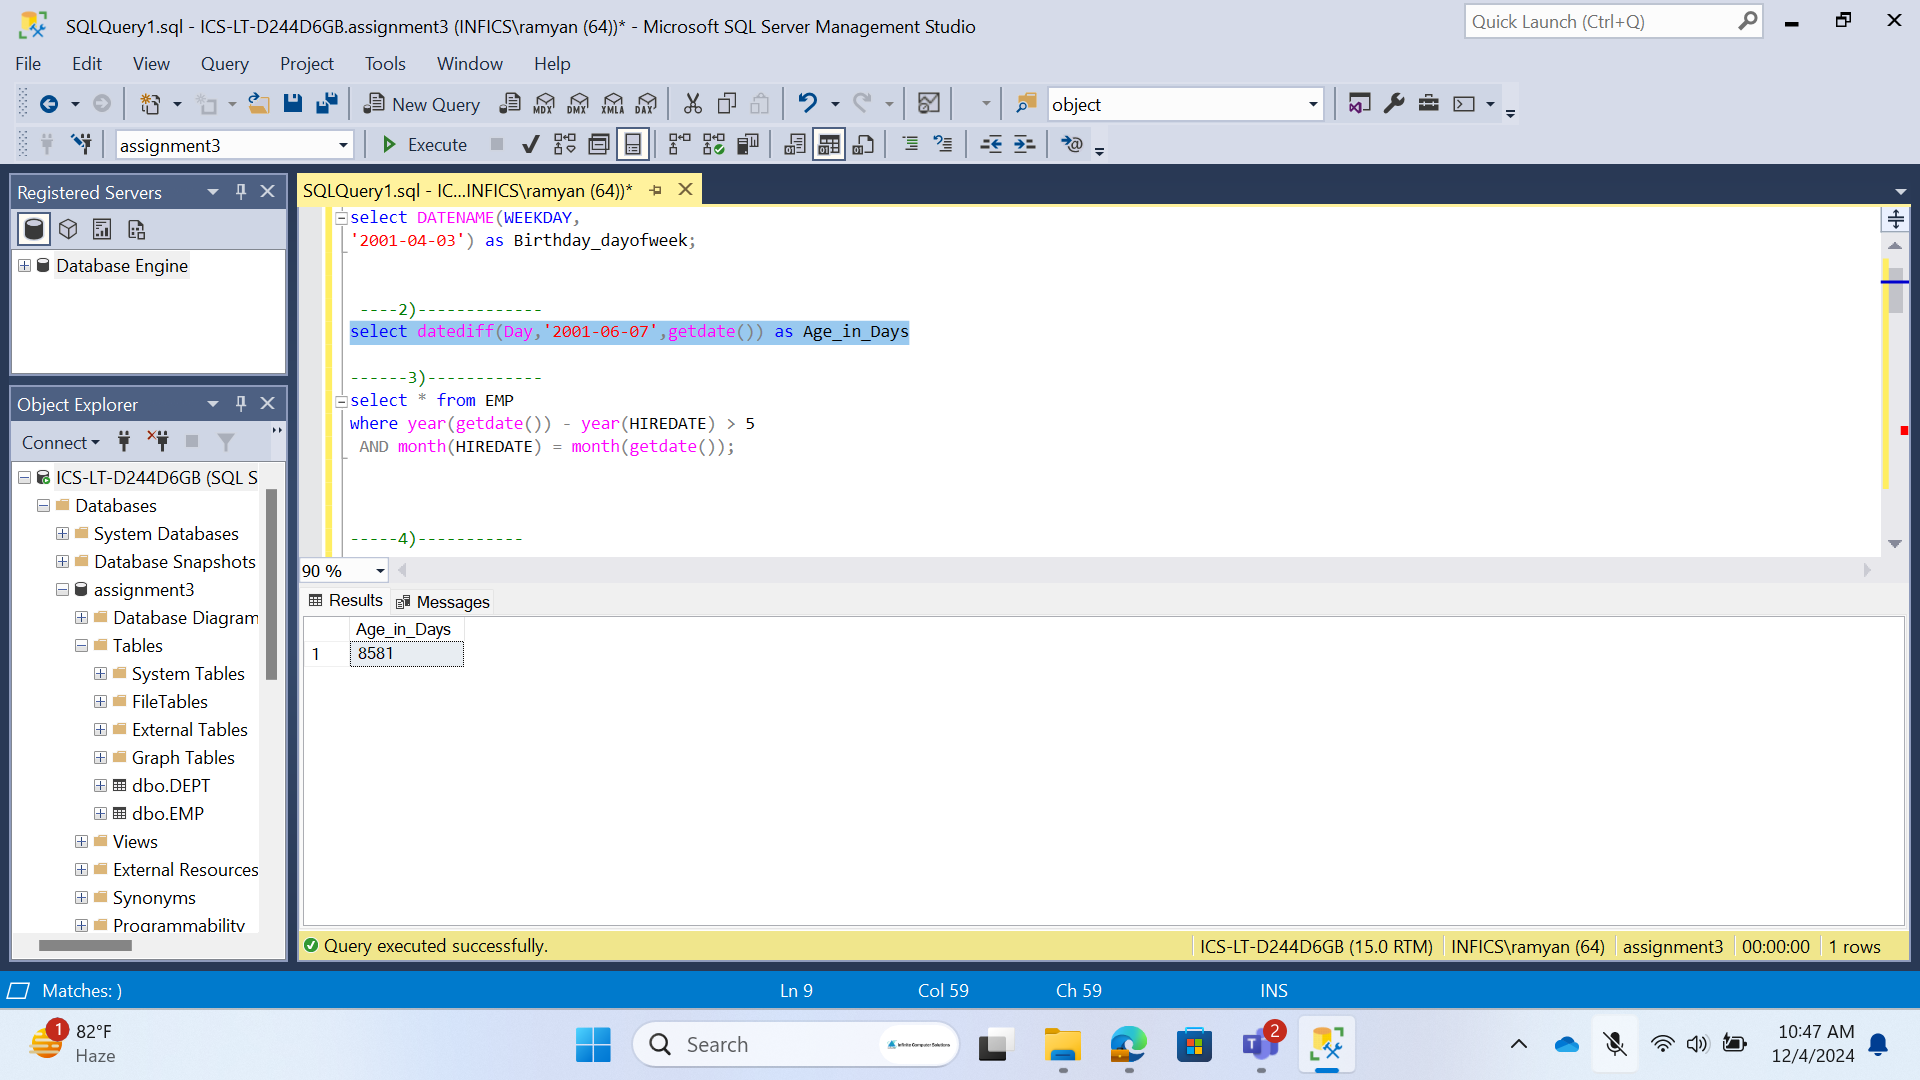 SQLQuery1.sql - ICS-LT-D244D6GB.assignment3 (INFICS\ramyan (64))* - Microsoft SQL Server Management Studio
Quick Launch (Ctrl+Q)
File Edit View Query Project Tools Window Help
New Query MDX DMX XMLA DAX object
assignment3 Execute
Registered Servers
Database Engine
Object Explorer
Connect
ICS-LT-D244D6GB (SQL S
Databases
System Databases
Database Snapshots
assignment3
Database Diagram
Tables
System Tables
FileTables
External Tables
Graph Tables
dbo.DEPT
dbo.EMP
Views
External Resources
Synonyms
Programmability
SQLQuery1.sql - IC...INFICS\ramyan (64))*
select DATENAME(WEEKDAY,
'2001-04-03') as Birthday_dayofweek;
----2)-------------
select datediff(Day,'2001-06-07',getdate()) as Age_in_Days
------3)------------
select * from EMP
where year(getdate()) - year(HIREDATE) > 5
AND month(HIREDATE) = month(getdate());
-----4)-----------
90 %
Results Messages
Age_in_Days
1 8581
Query executed successfully. ICS-LT-D244D6GB (15.0 RTM) INFICS\ramyan (64) assignment3 00:00:00 1 rows
Matches: ) Ln 9 Col 59 Ch 59 INS
1 82°F
Haze
Search
Infinite Computer Solutions
2
10:47 AM
12/4/2024